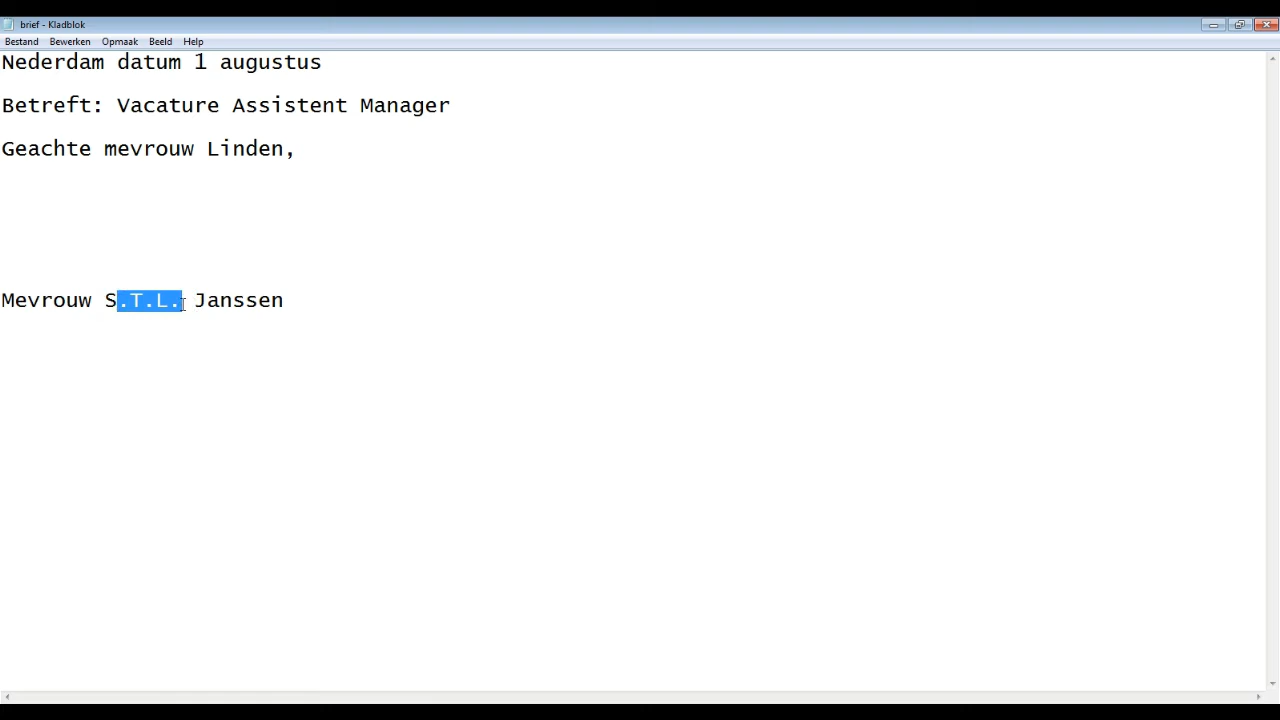 brief - Kladblok
Bestand Bewerken Opmaak Beeld Help
Nederdam datum 1 augustus
Betreft: Vacature Assistent Manager
Geachte mevrouw Linden,
Mevrouw S.T.L. Janssen